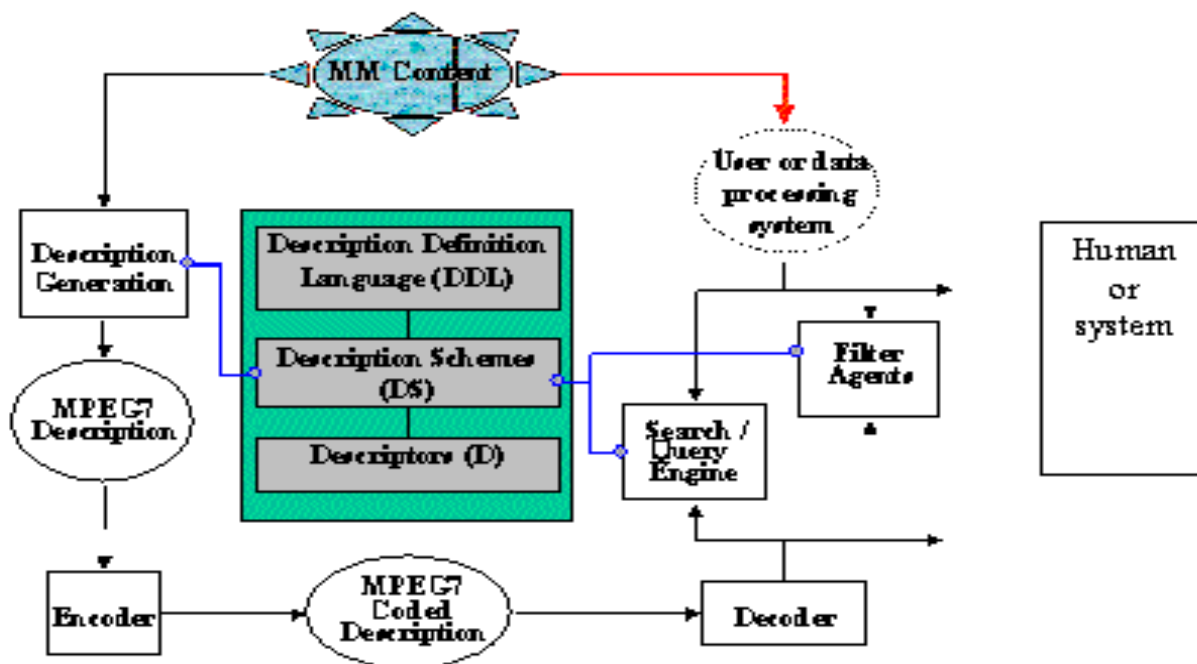 MM Content
User or data
processing
system
Description
Generation
Description Definition
Language (DDL)
Human
or
system
Description Schemes
(DS)
Filter
Agents
MPEG7
Description
Search /
Query
Engine
Descriptors (D)
Encoder
MPEG7
Coded
Description
Decoder